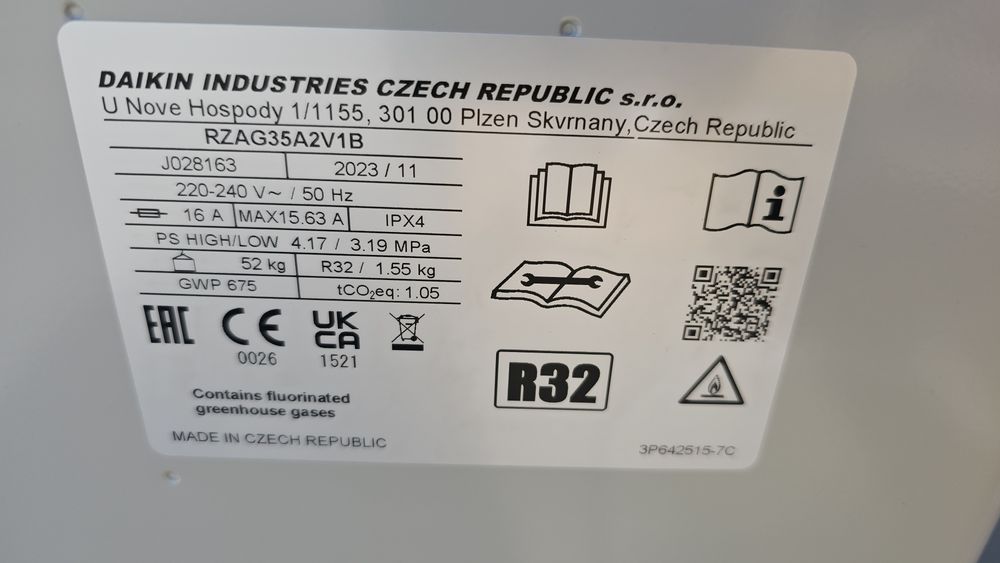 DAIKIN INDUSTRIES CZECH REPUBLIC s.r.o.
U Nove Hospody 1/1155, 301 00 Plzen Skvrnany,Czech Republic
RZAG35A2V1B
J028163 2023 / 11
220-240 V~ / 50 Hz
16 A MAX15.63 A IPX4
PS HIGH/LOW 4.17 / 3.19 MPa
52 kg R32 / 1.55 kg
GWP 675 tCO₂eq: 1.05
EAC CE UK
CA
0026 1521
R32
Contains fluorinated
greenhouse gases
MADE IN CZECH REPUBLIC
3P642515-7C